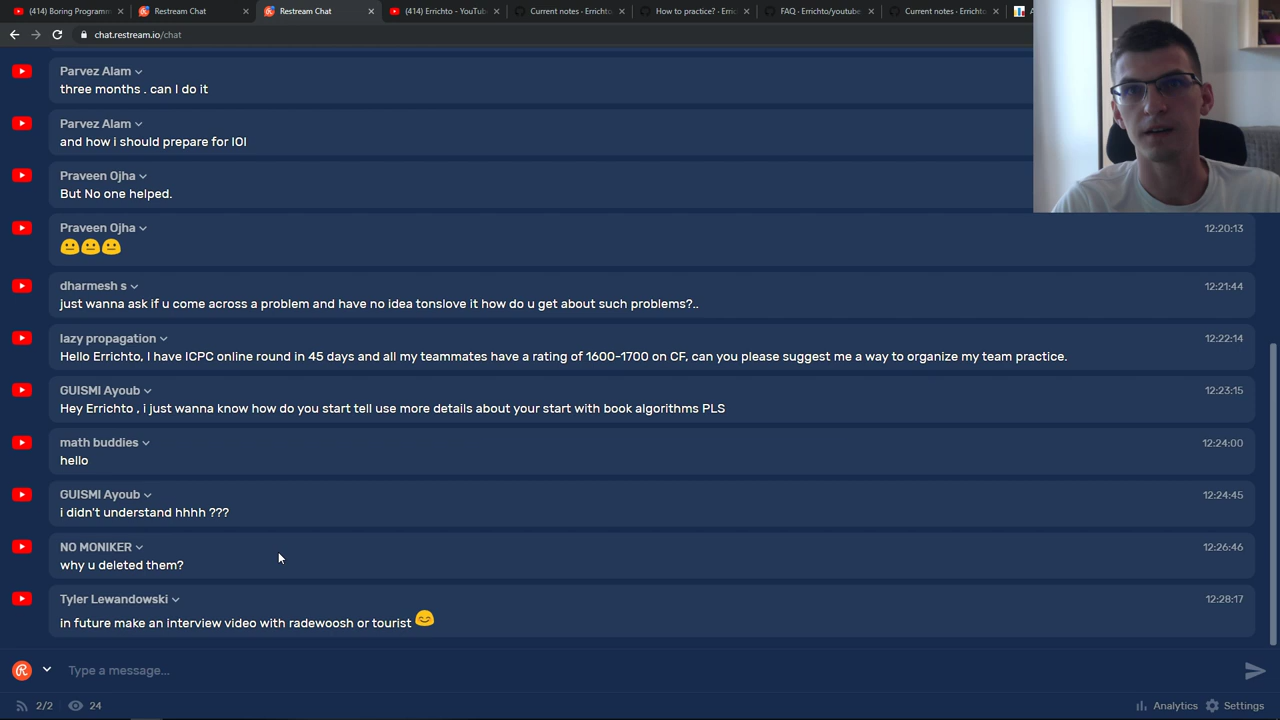 (414) Boring Programm
Restream Chat
Restream Chat
(414) Errichto - YouTub
Current notes - Erricht
How to practice? · Erric
FAQ · Errichto/youtube
Current notes - Erricht
chat.restream.io/chat
Parvez Alam
three months . can I do it
Parvez Alam
and how i should prepare for IOI
Praveen Ojha
But No one helped.
Praveen Ojha
12:20:13
😐😐😐
dharmesh s
12:21:44
just wanna ask if u come across a problem and have no idea tonslove it how do u get about such problems?..
lazy propagation
12:22:14
Hello Errichto, I have ICPC online round in 45 days and all my teammates have a rating of 1600-1700 on CF, can you please suggest me a way to organize my team practice.
GUISMI Ayoub
12:23:15
Hey Errichto , i just wanna know how do you start tell use more details about your start with book algorithms PLS
math buddies
12:24:00
hello
GUISMI Ayoub
12:24:45
i didn't understand hhhh ???
NO MONIKER
12:26:46
why u deleted them?
Tyler Lewandowski
12:28:17
in future make an interview video with radewoosh or tourist 😊
Type a message...
2/2
24
Analytics
Settings